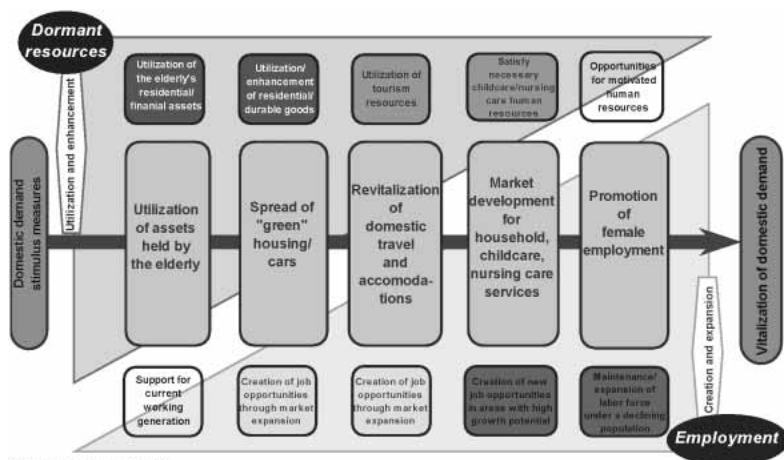 Dormant
resources
Utilization and enhancement
Domestic demand
stimulus measures
Utilization of
the elderly's
residential/
finanial assets
Utilization/
enhancement
of residential/
durable goods
Utilization of
tourism
resources
Satisfy
necessary
childcare/nursing
care human
resources
Opportunities
for motivated
human
resources
Utilization
of assets
held by
the elderly
Spread of
"green"
housing/
cars
Revitalization
of
domestic
travel
and
accomoda-
tions
Market
development
for
household,
childcare,
nursing care
services
Promotion
of
female
employment
Vitalization of domestic demand
Support for
current
working
generation
Creation of job
opportunities
through market
expansion
Creation of job
opportunities
through market
expansion
Creation of new
job opportunities
in areas with high
growth potential
Maintenance/
expansion of
labor force
under a declining
population
Creation and expansion
Employment